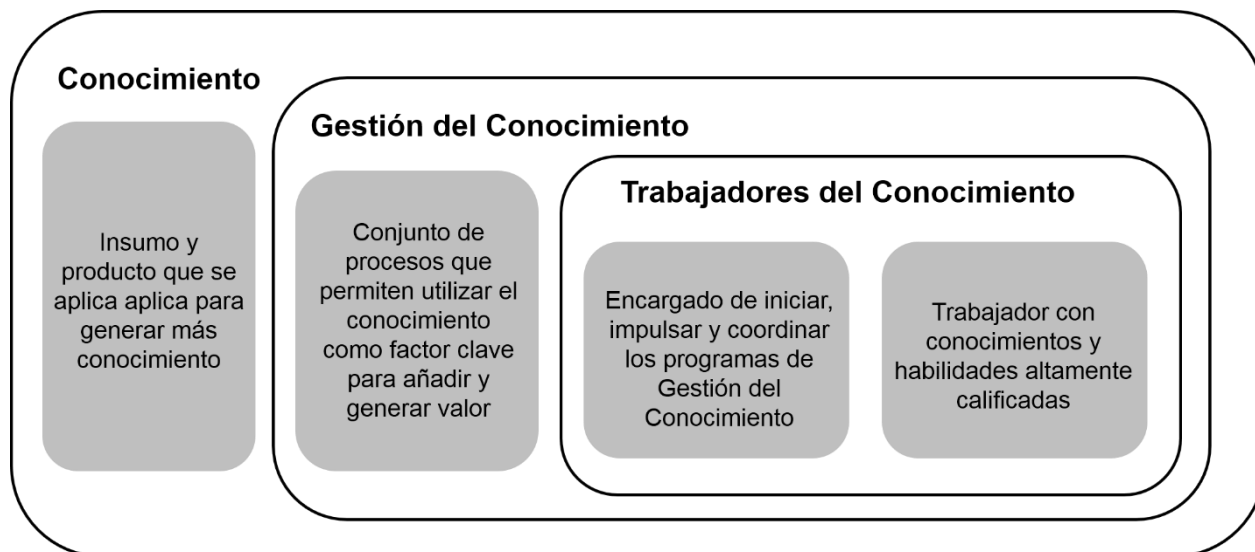 Conocimiento
Insumo y
producto que se
aplica aplica para
generar más
conocimiento
Gestión del Conocimiento
Conjunto de
procesos que
permiten utilizar el
conocimiento
como factor clave
para añadir y
generar valor
Trabajadores del Conocimiento
Encargado de iniciar,
impulsar y coordinar
los programas de
Gestión del
Conocimiento
Trabajador con
conocimientos y
habilidades altamente
calificadas